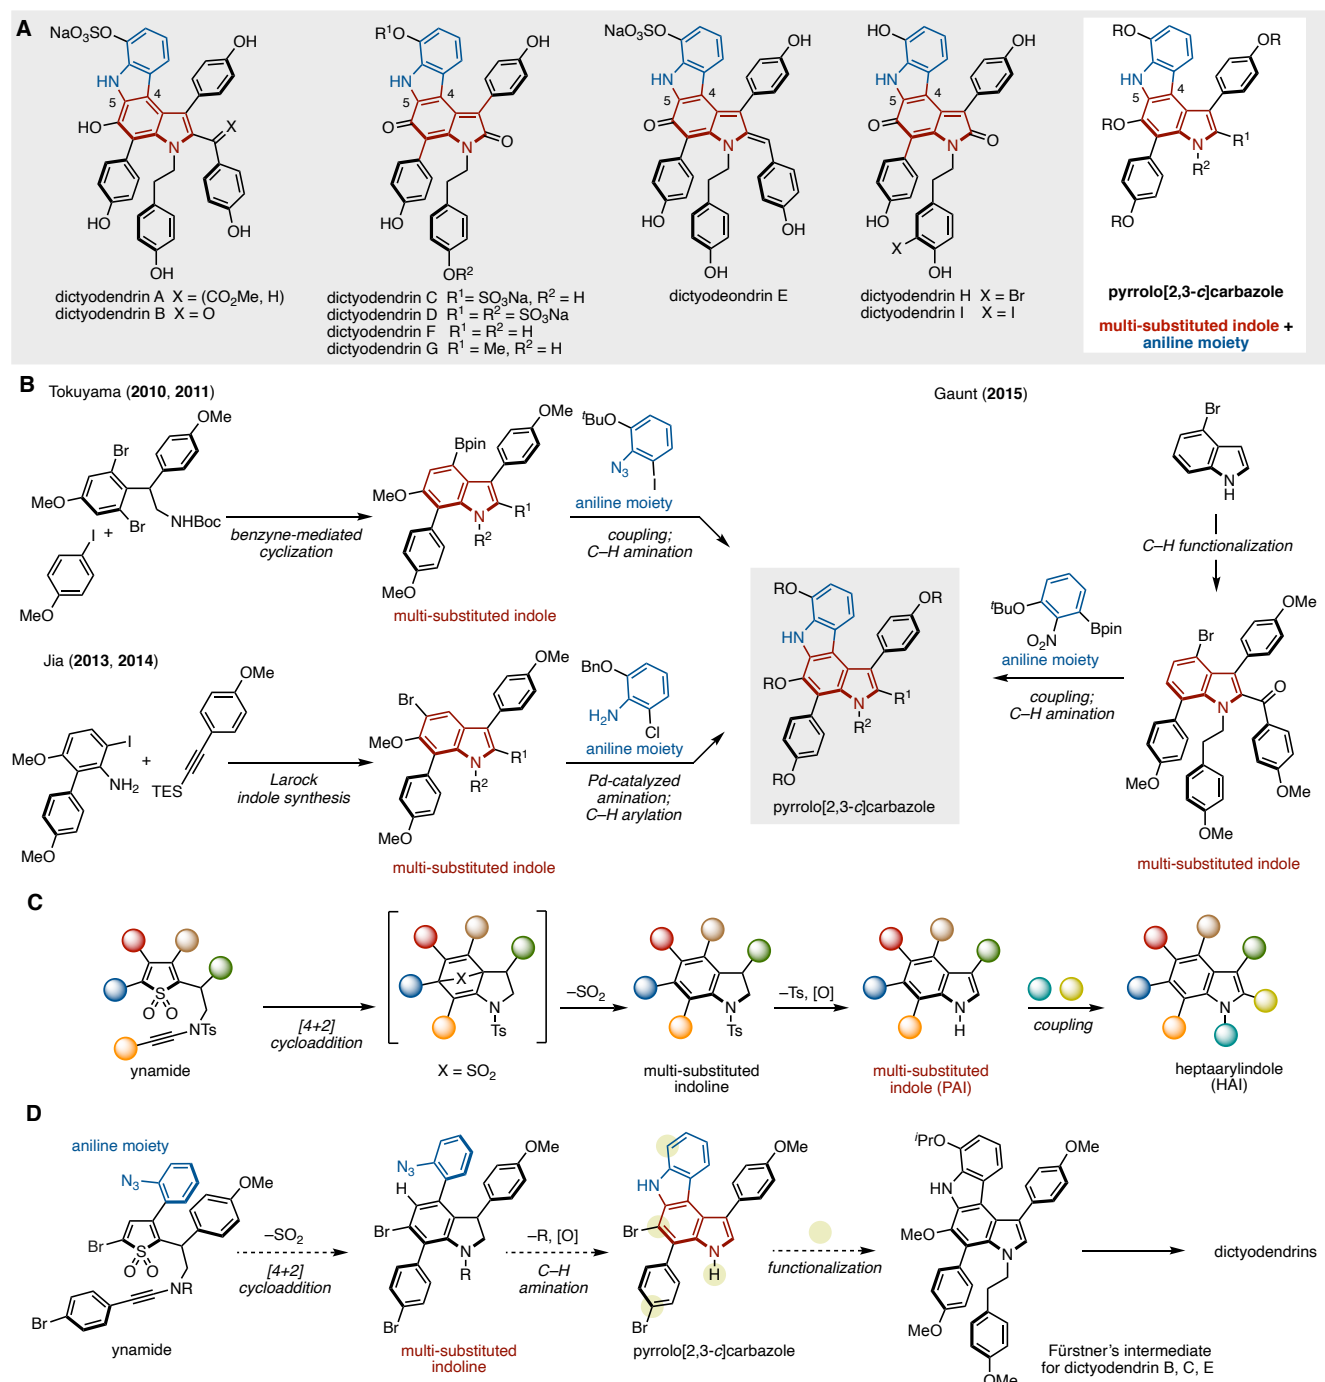 A
NaO3SO
OH
HN
5
4
HO
X
N
HO
OH
OH
dictyodendrin A X = (CO2Me, H)
dictyodendrin B X = O
R1O
OH
HN
5
4
O
N
O
HO
OR2
dictyodendrin C R1= SO3Na, R2 = H
dictyodendrin D R1 = R2 = SO3Na
dictyodendrin F R1 = R2 = H
dictyodendrin G R1 = Me, R2 = H
NaO3SO
OH
HN
5
4
O
N
HO
OH
OH
dictyodeondrin E
HO
OH
HN
5
4
O
N
O
HO
X
OH
dictyodendrin H X = Br
dictyodendrin I X = I
RO
OR
HN
5
4
RO
N
R1
R2
RO
pyrrolo[2,3-c]carbazole
multi-substituted indole +
aniline moiety
B
Tokuyama (2010, 2011)
OMe
Br
MeO
Br
NHBoc
I
+
MeO
benzyne-mediated
cyclization
OMe
Bpin
MeO
N
R1
R2
MeO
multi-substituted indole
tBuO
N3
I
aniline moiety
coupling;
C–H amination
Gaunt (2015)
Br
N
H
C–H functionalization
tBuO
O2N
Bpin
aniline moiety
coupling;
C–H amination
OMe
Br
N
O
MeO
OMe
OMe
multi-substituted indole
Jia (2013, 2014)
OMe
I
MeO
NH2
+
TES
MeO
Larock
indole synthesis
OMe
Br
MeO
N
R1
R2
MeO
multi-substituted indole
BnO
H2N
Cl
aniline moiety
Pd-catalyzed
amination;
C–H arylation
RO
OR
HN
RO
N
R1
R2
RO
pyrrolo[2,3-c]carbazole
C
S
O O
NTs
ynamide
[4+2]
cycloaddition
X
N
Ts
X = SO2
–SO2
N
Ts
multi-substituted
indoline
–Ts, [O]
N
H
multi-substituted
indole (PAI)
coupling
N
heptaarylindole
(HAI)
D
aniline moiety
N3
OMe
Br
S
O O
NR
Br
ynamide
–SO2
[4+2]
cycloaddition
N3
OMe
H
Br
N
R
Br
multi-substituted
indoline
–R, [O]
C–H
amination
HN
OMe
Br
N
H
Br
pyrrolo[2,3-c]carbazole
functionalization
iPrO
OMe
HN
MeO
N
MeO
OMe
Fürstner's intermediate
for dictyodendrin B, C, E
dictyodendrins